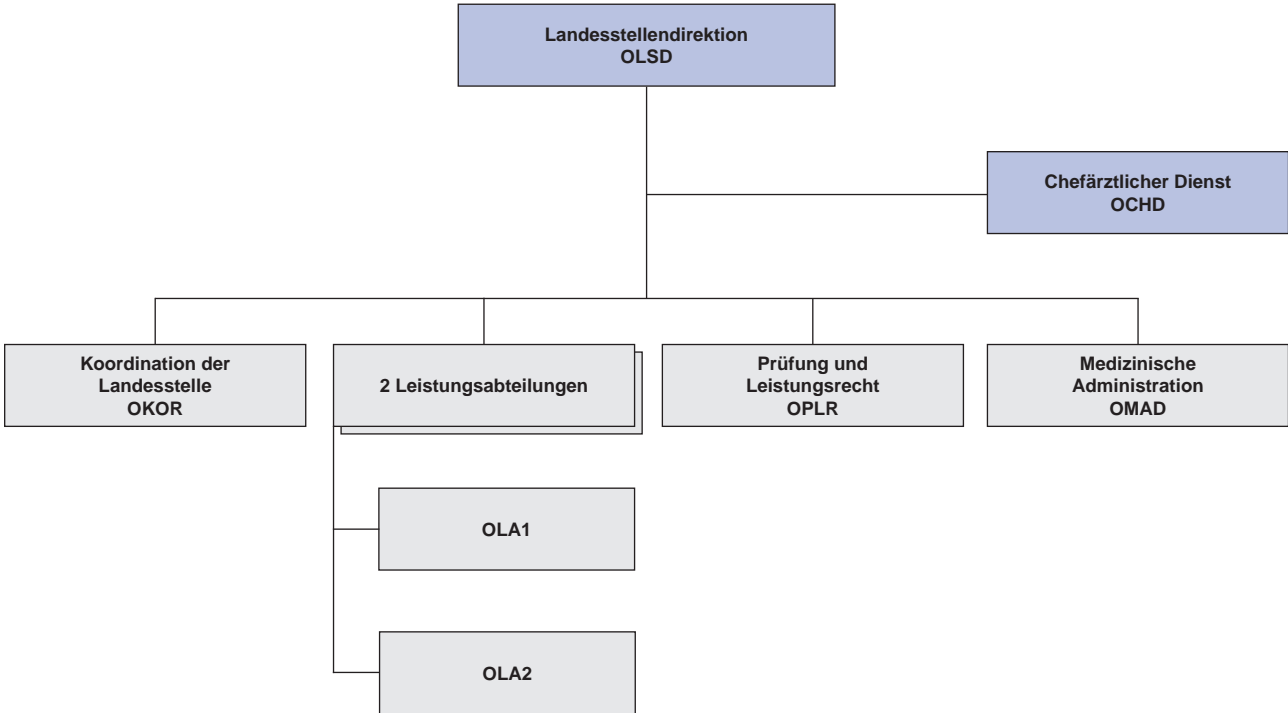 Landesstellendirektion
OLSD
Chefärztlicher Dienst
OCHD
Koordination der
Landesstelle
OKOR
2 Leistungsabteilungen
Prüfung und
Leistungsrecht
OPLR
Medizinische
Administration
OMAD
OLA1
OLA2